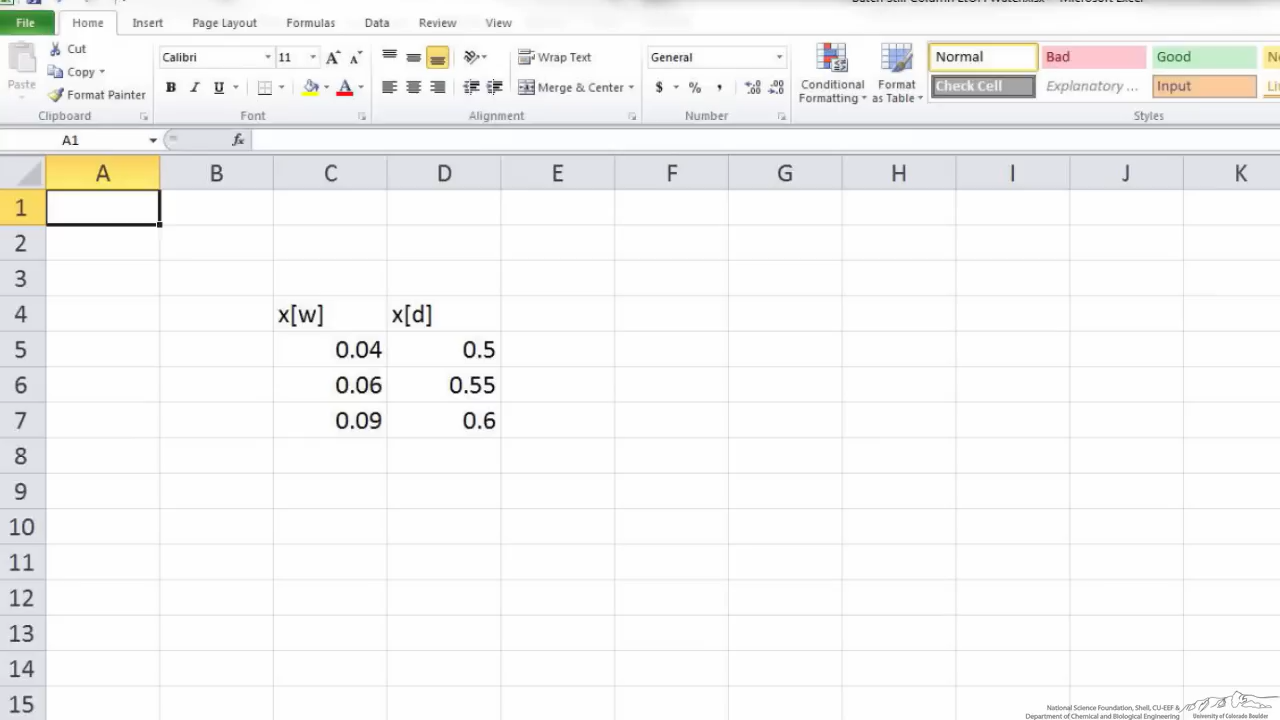 File Home Insert Page Layout Formulas Data Review View
Cut
Copy
Format Painter
Paste
Calibri 11
B I U A
Wrap Text
Merge & Center
General
$ % ,
Conditional Formatting
Format as Table
Normal Bad Good
Check Cell Explanatory ... Input
Clipboard Font Alignment Number Styles
A1 fx
A B C D E F G H I J K
1
2
3
4 x[w] x[d]
5 0.04 0.5
6 0.06 0.55
7 0.09 0.6
8
9
10
11
12
13
14
15
National Science Foundation, Shell, CU-EEF &
Department of Chemical and Biological Engineering
University of Colorado Boulder